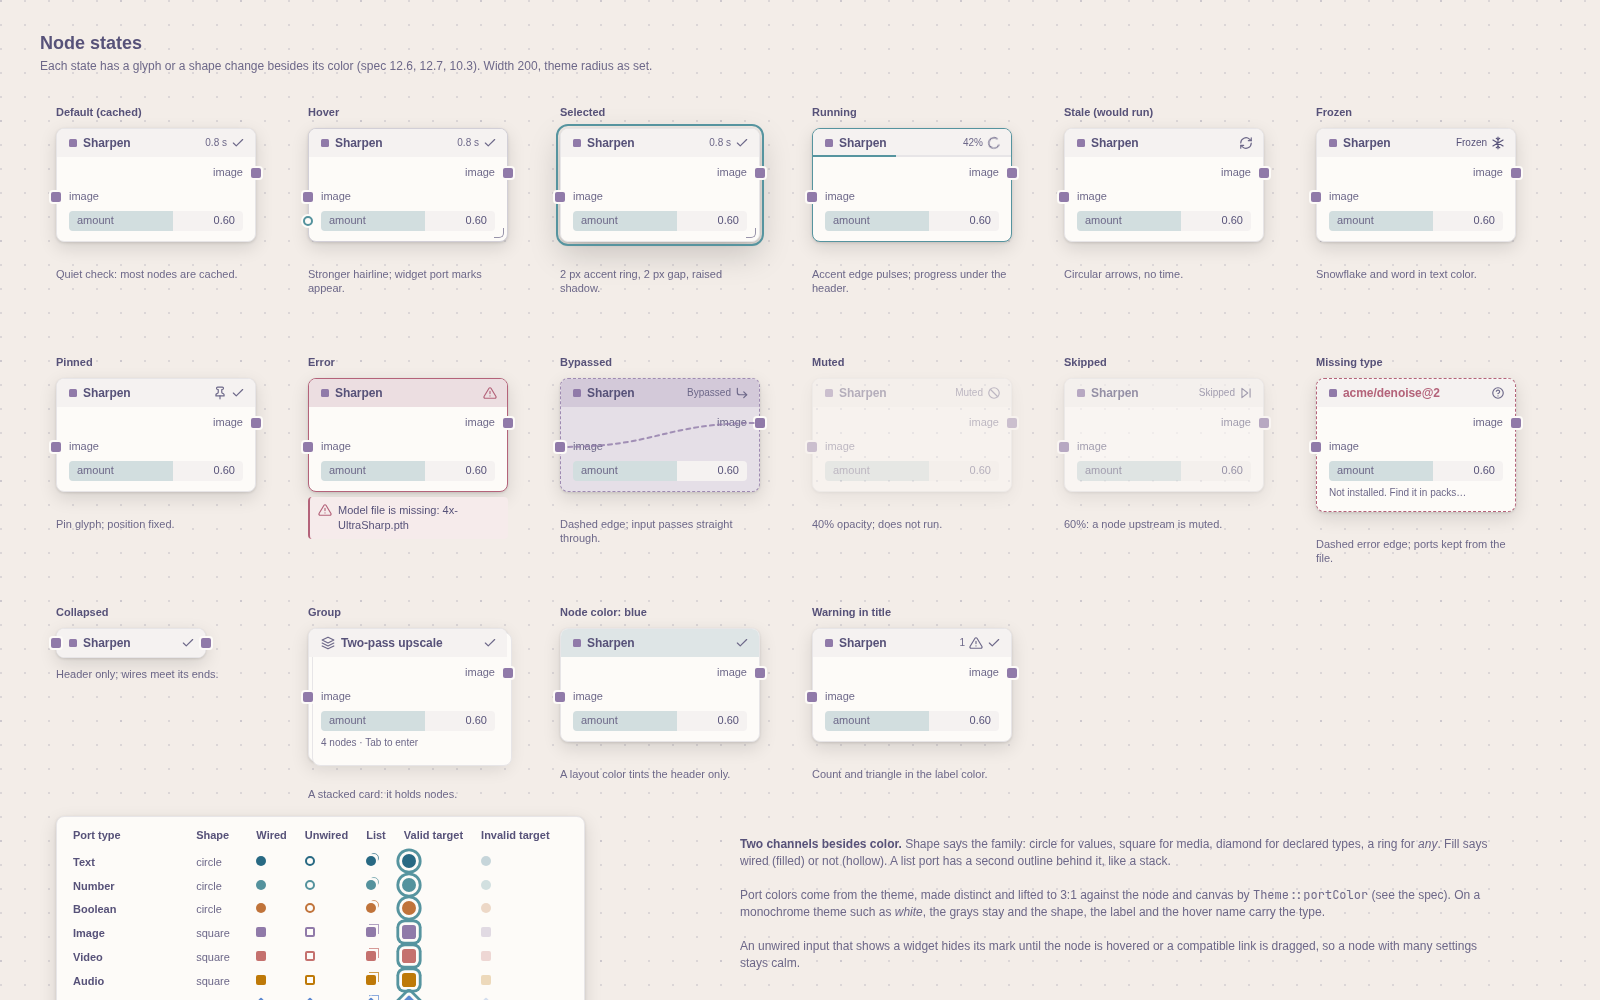 Node states
Each state has a glyph or a shape change besides its color (spec 12.6, 12.7, 10.3). Width 200, theme radius as set.
Default (cached)
Sharpen 0.8 s
image
image
amount 0.60
Quiet check: most nodes are cached.
Hover
Sharpen 0.8 s
image
image
amount 0.60
Stronger hairline; widget port marks
appear.
Selected
Sharpen 0.8 s
image
image
amount 0.60
2 px accent ring, 2 px gap, raised
shadow.
Running
Sharpen 42%
image
image
amount 0.60
Accent edge pulses; progress under the
header.
Stale (would run)
Sharpen
image
image
amount 0.60
Circular arrows, no time.
Frozen
Sharpen Frozen
image
image
amount 0.60
Snowflake and word in text color.
Pinned
Sharpen
image
image
amount 0.60
Pin glyph; position fixed.
Error
Sharpen
image
image
amount 0.60
Model file is missing: 4x-
UltraSharp.pth
Bypassed
Sharpen Bypassed
image
image
amount 0.60
Dashed edge; input passes straight
through.
Muted
Sharpen Muted
image
image
amount 0.60
40% opacity; does not run.
Skipped
Sharpen Skipped
image
image
amount 0.60
60%: a node upstream is muted.
Missing type
acme/denoise@2
image
image
amount 0.60
Not installed. Find it in packs…
Dashed error edge; ports kept from the
file.
Collapsed
Sharpen
Header only; wires meet its ends.
Group
Two-pass upscale
image
image
amount 0.60
4 nodes · Tab to enter
A stacked card: it holds nodes.
Node color: blue
Sharpen
image
image
amount 0.60
A layout color tints the header only.
Warning in title
Sharpen 1
image
image
amount 0.60
Count and triangle in the label color.
Port type Shape Wired Unwired List Valid target Invalid target
Text circle
Number circle
Boolean circle
Image square
Video square
Audio square
Two channels besides color. Shape says the family: circle for values, square for media, diamond for declared types, a ring for any. Fill says
wired (filled) or not (hollow). A list port has a second outline behind it, like a stack.
Port colors come from the theme, made distinct and lifted to 3:1 against the node and canvas by Theme::portColor (see the spec). On a
monochrome theme such as white, the grays stay and the shape, the label and the hover name carry the type.
An unwired input that shows a widget hides its mark until the node is hovered or a compatible link is dragged, so a node with many settings
stays calm.